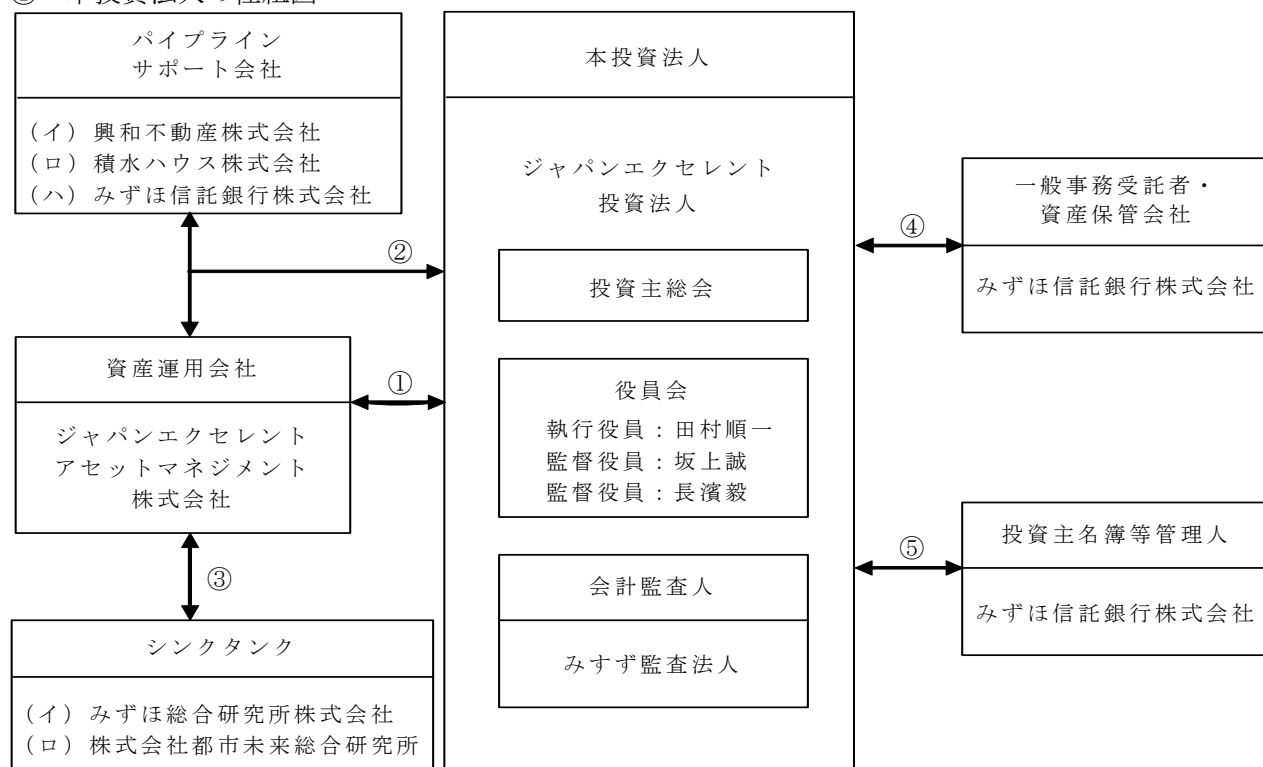 パイプライン
サポート会社
（イ）興和不動産株式会社
（ロ）積水ハウス株式会社
（ハ）みずほ信託銀行株式会社
②
資産運用会社
ジャパンエクセレント
アセットマネジメント
株式会社
①
③
シンクタンク
（イ）みずほ総合研究所株式会社
（ロ）株式会社都市未来総合研究所
本投資法人
ジャパンエクセレント
投資法人
投資主総会
役員会
執行役員：田村順一
監督役員：坂上誠
監督役員：長濱毅
会計監査人
みすず監査法人
④
一般事務受託者・
資産保管会社
みずほ信託銀行株式会社
⑤
投資主名簿等管理人
みずほ信託銀行株式会社